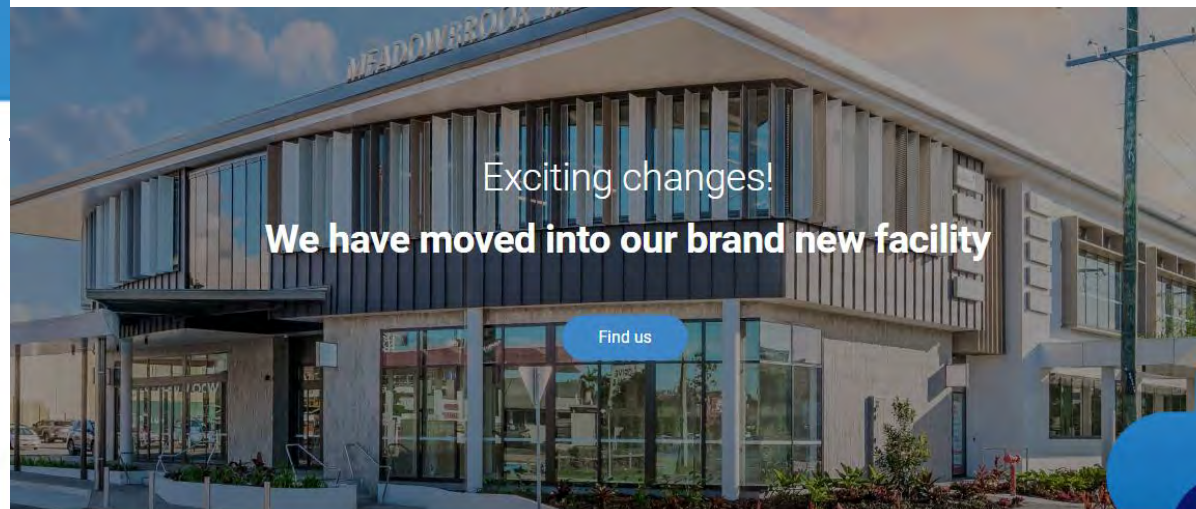 MEADOWBROOK
Exciting changes!
We have moved into our brand new facility
Find us